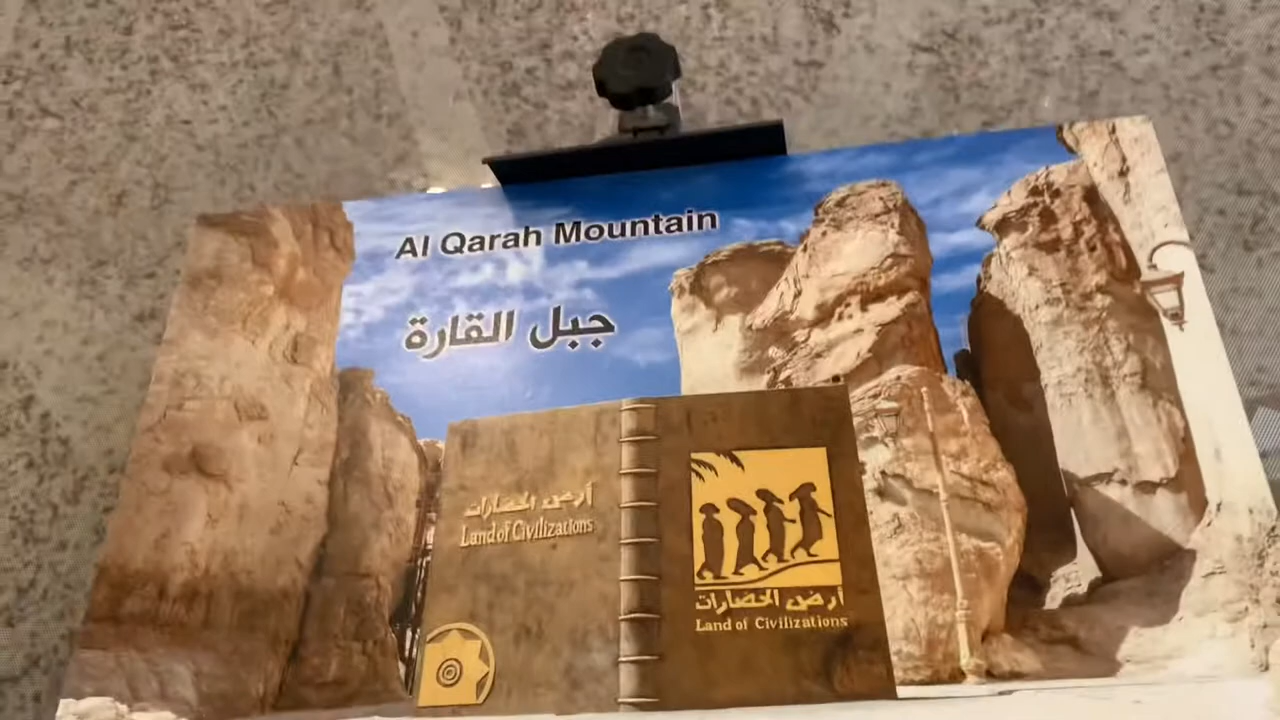 Al Qarah Mountain
جبل القارة
أرض الحضارات
Land of Civilizations
أرض الحضارات
Land of Civilizations